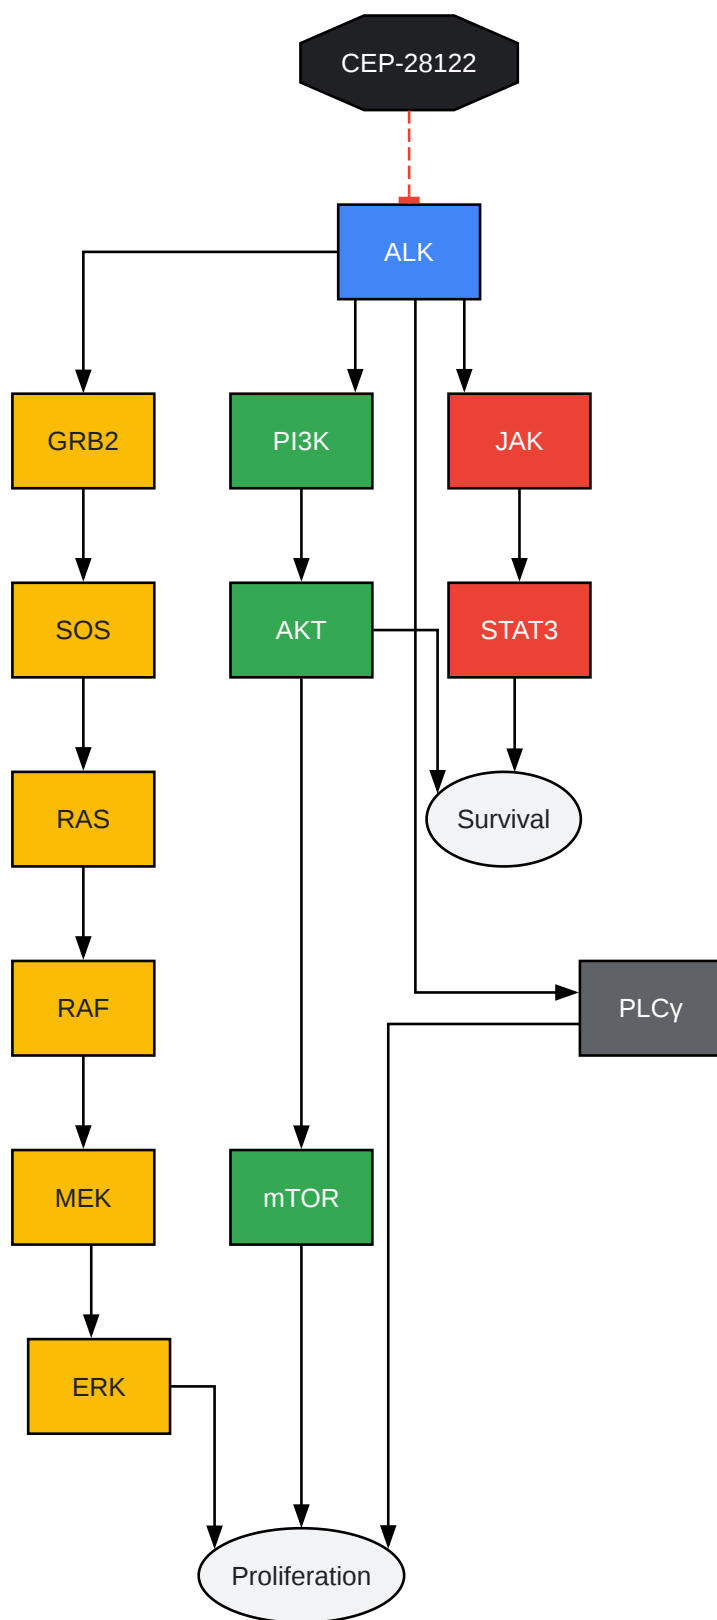 CEP-28122
ALK
GRB2
PI3K
JAK
SOS
AKT
STAT3
RAS
Survival
RAF
PLCγ
MEK
mTOR
ERK
Proliferation